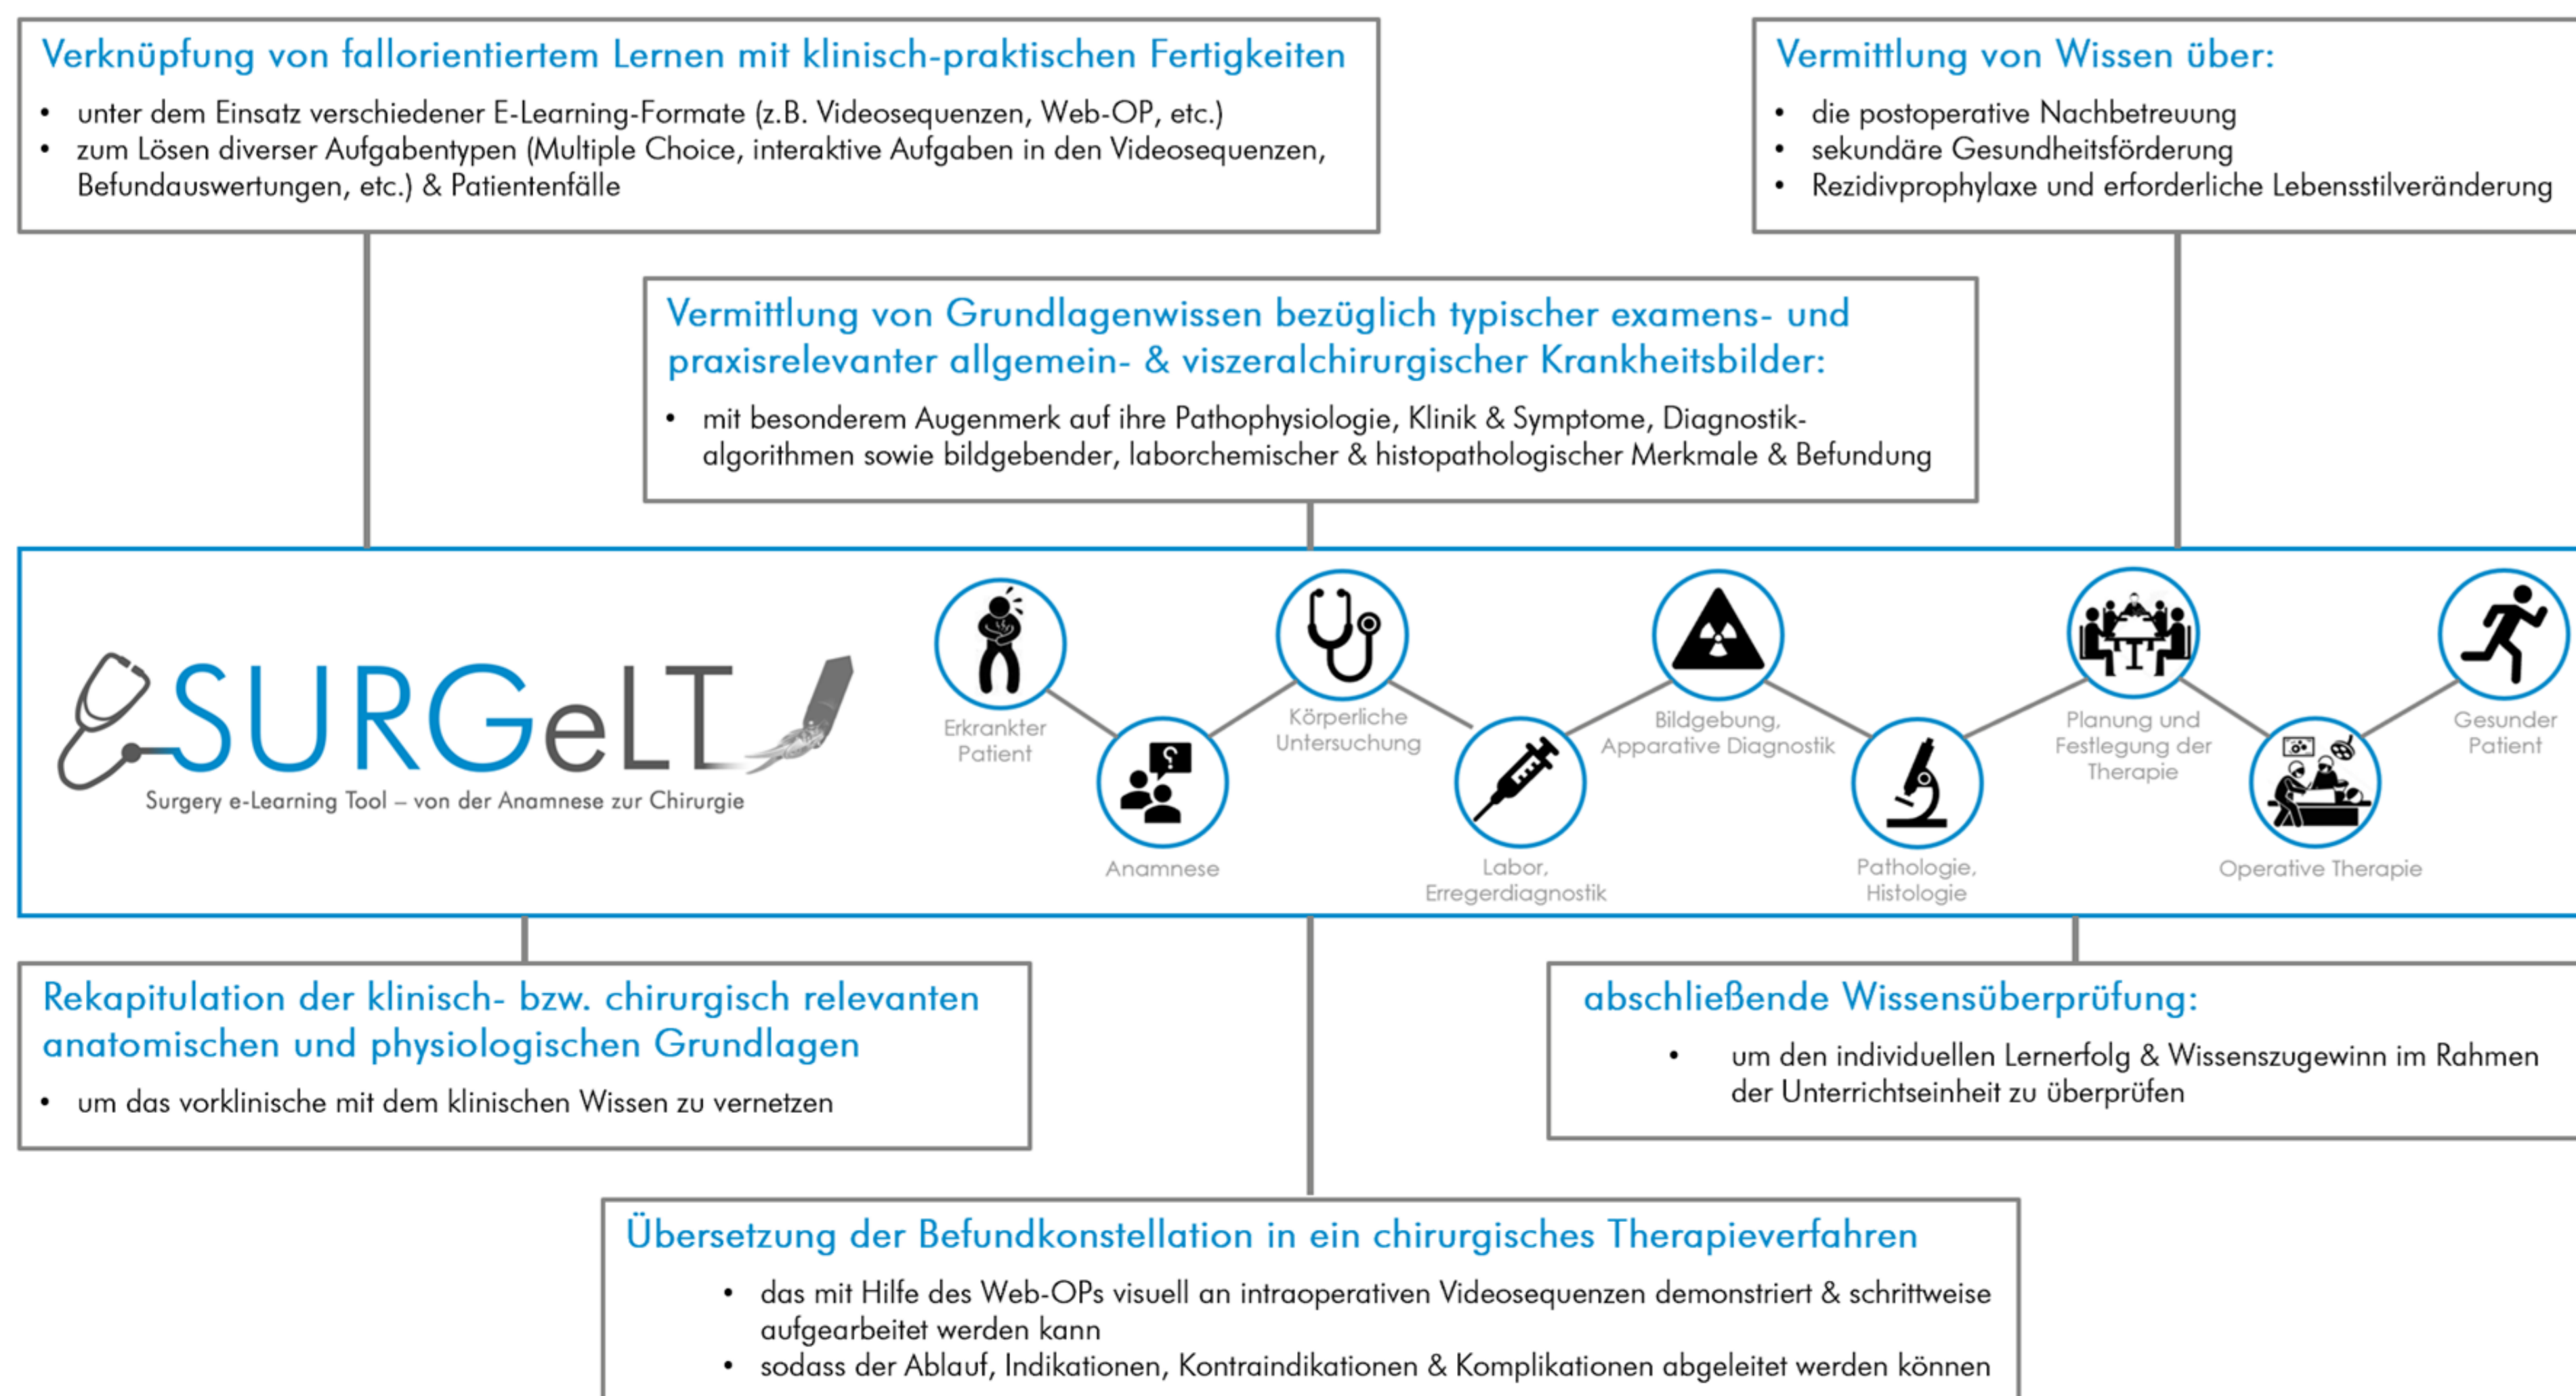 Verknüpfung von fallorientiertem Lernen mit klinisch-praktischen Fertigkeiten
• unter dem Einsatz verschiedener E-Learning-Formate (z.B. Videosequenzen, Web-OP, etc.)
• zum Lösen diverser Aufgabentypen (Multiple Choice, interaktive Aufgaben in den Videosequenzen,
Befundauswertungen, etc.) & Patientenfälle
Vermittlung von Wissen über:
• die postoperative Nachbetreuung
• sekundäre Gesundheitsförderung
• Rezidivprophylaxe und erforderliche Lebensstilveränderung
Vermittlung von Grundlagenwissen bezüglich typischer examens- und
praxisrelevanter allgemein- & viszeralchirurgischer Krankheitsbilder:
• mit besonderem Augenmerk auf ihre Pathophysiologie, Klinik & Symptome, Diagnostik-
algorithmen sowie bildgebender, laborchemischer & histopathologischer Merkmale & Befundung
SURGeLT
Surgery e-Learning Tool – von der Anamnese zur Chirurgie
Erkrankter
Patient
?
Anamnese
Körperliche
Untersuchung
Labor,
Erregerdiagnostik
Bildgebung,
Apparative Diagnostik
Pathologie,
Histologie
Planung und
Festlegung der
Therapie
Operative Therapie
Gesunder
Patient
Rekapitulation der klinisch- bzw. chirurgisch relevanten
anatomischen und physiologischen Grundlagen
• um das vorklinische mit dem klinischen Wissen zu vernetzen
abschließende Wissensüberprüfung:
• um den individuellen Lernerfolg & Wissenszugewinn im Rahmen
der Unterrichtseinheit zu überprüfen
Übersetzung der Befundkonstellation in ein chirurgisches Therapieverfahren
• das mit Hilfe des Web-OPs visuell an intraoperativen Videosequenzen demonstriert & schrittweise
aufgearbeitet werden kann
• sodass der Ablauf, Indikationen, Kontraindikationen & Komplikationen abgeleitet werden können